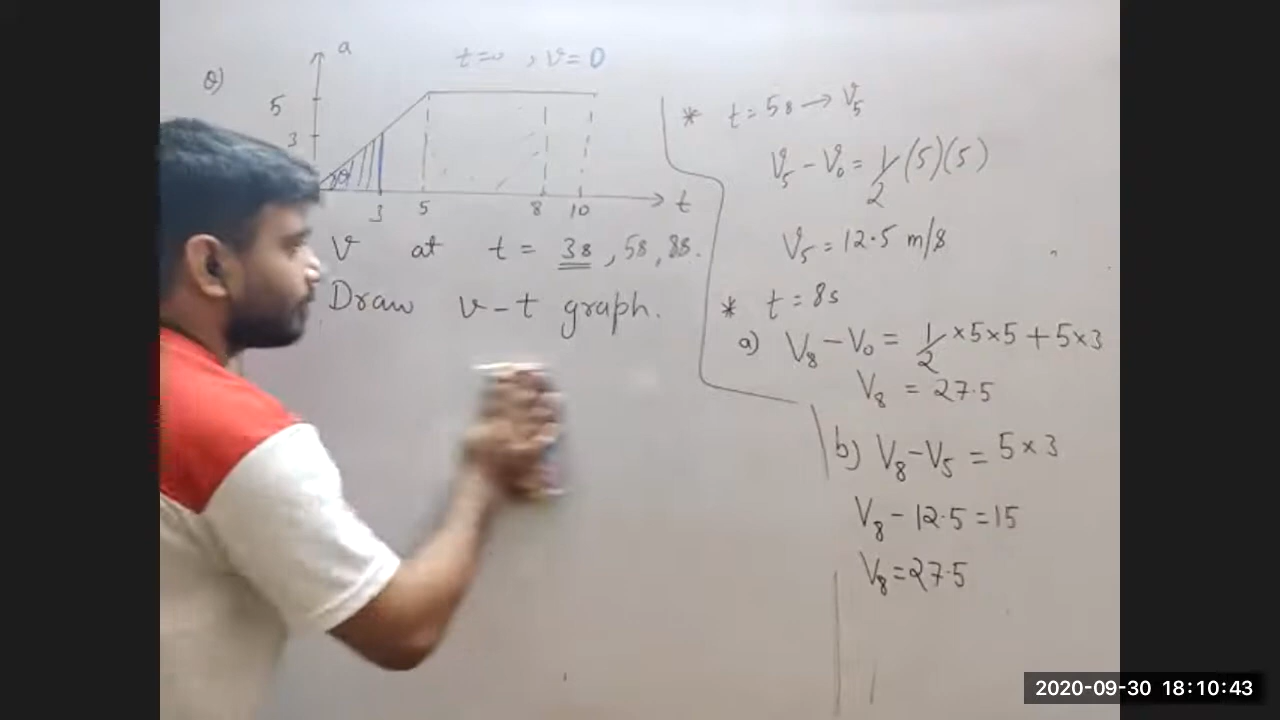 Q)
a
t=0 , v=0
5
3
3 5 8 10 t
v at t = 3s, 5s, 8s.
Draw v-t graph.
* t = 5s → V₅
V₅ - V₀ = 1/2 (5)(5)
V₅ = 12.5 m/s
* t = 8s
a) V₈ - V₀ = 1/2 ×5×5 + 5×3
V₈ = 27.5
b) V₈ - V₅ = 5×3
V₈ - 12.5 = 15
V₈ = 27.5
2020-09-30 18:10:43